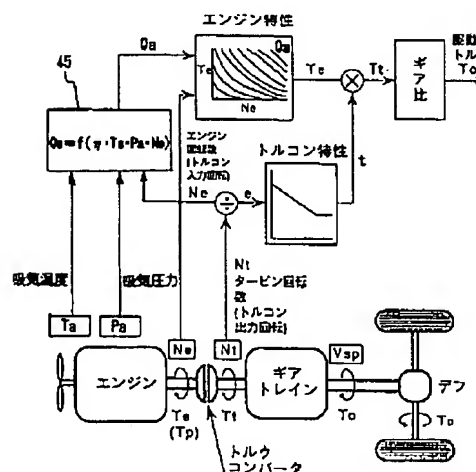 エンジン特性
Qa
45
Qa
Te
Ne
Te
Tt
ギア比
駆動トルク
To
Qa=f(η・Ta・Pa・Ne)
エンジン
回転数
(トルコン
入力回転)
トルコン特性
t
Ne
e
÷
×
吸気温度
吸気圧力
Nt
タービン回転
数
(トルコン
出力回転)
Ta
Pa
Ne
Nt
Vsp
エンジン
ギア
トレイン
デフ
Te
(Tp)
Tt
To
To
トルク
コンバータ